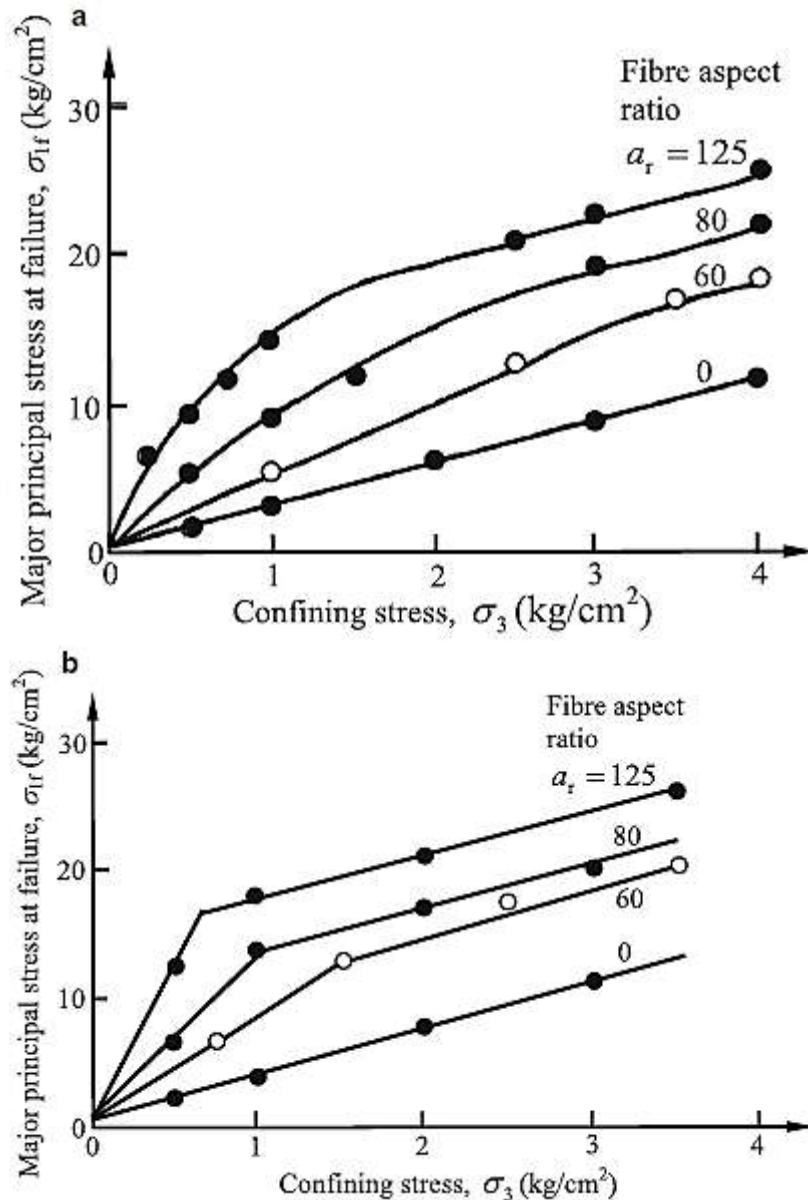 a
Major principal stress at failure, σ1f (kg/cm²)
30
20
10
0
Fibre aspect
ratio
ar = 125
80
60
0
0 1 2 3 4
Confining stress, σ3 (kg/cm²)
b
Major principal stress at failure, σ1f (kg/cm²)
30
20
10
0
Fibre aspect
ratio
ar = 125
80
60
0
0 1 2 3 4
Confining stress, σ3 (kg/cm²)